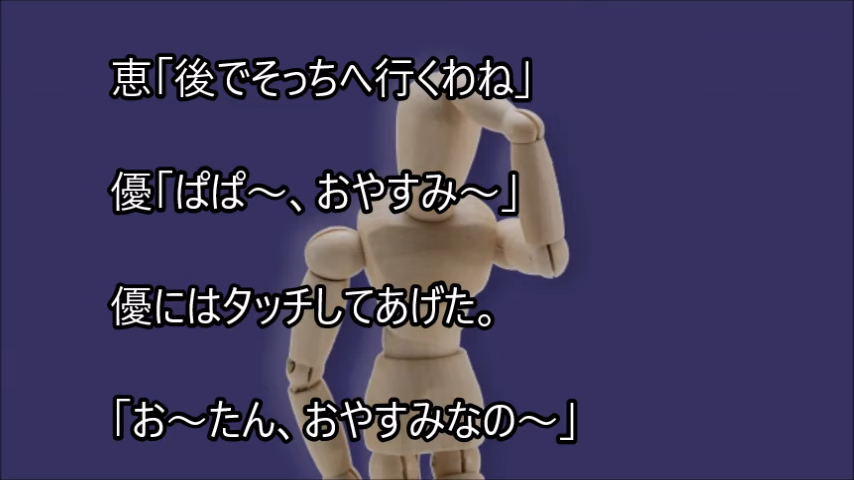 恵「後でそっちへ行くわね」
優「ぱぱ～、おやすみ～」
優にはタッチしてあげた。
「お～たん、おやすみなの～」